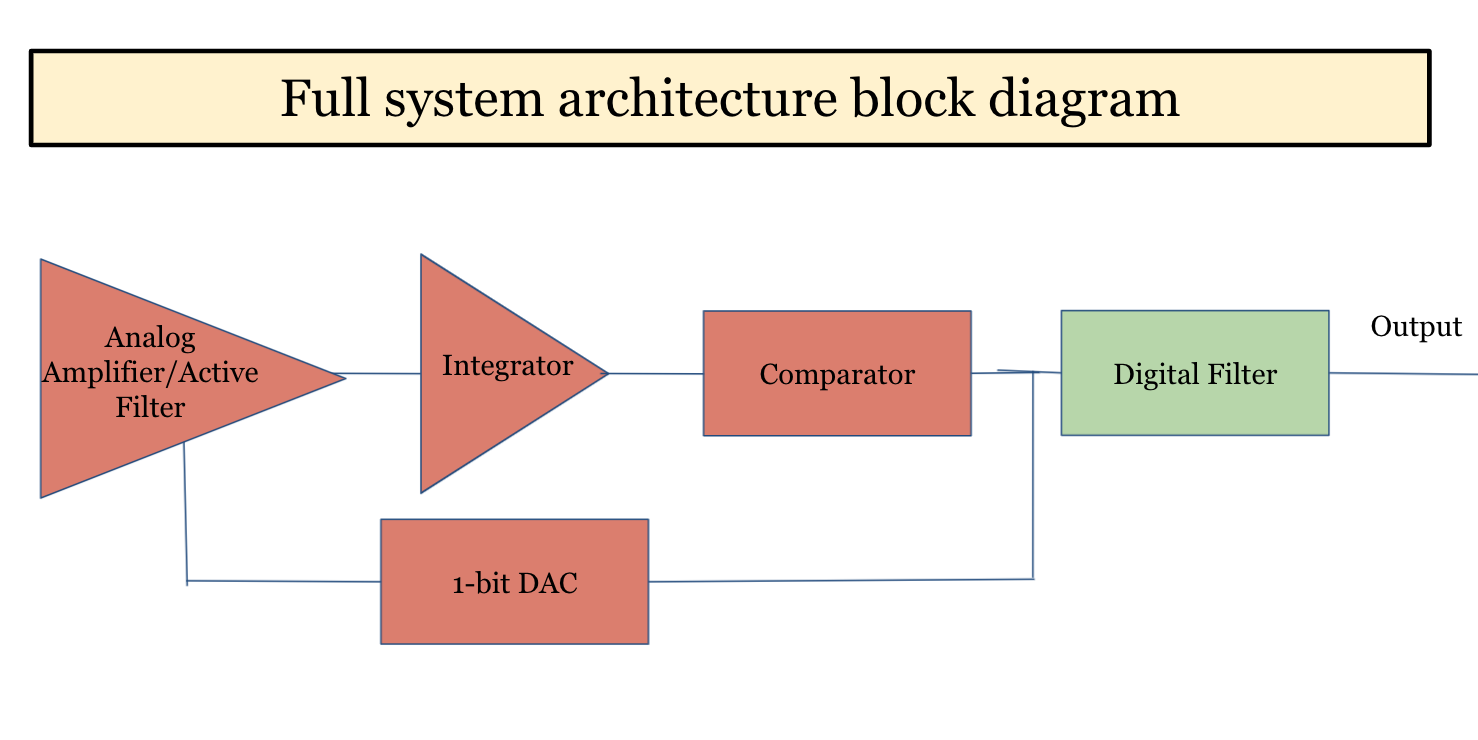 Full system architecture block diagram
Analog
Amplifier/Active
Filter
Integrator
Comparator
Digital Filter
Output
1-bit DAC